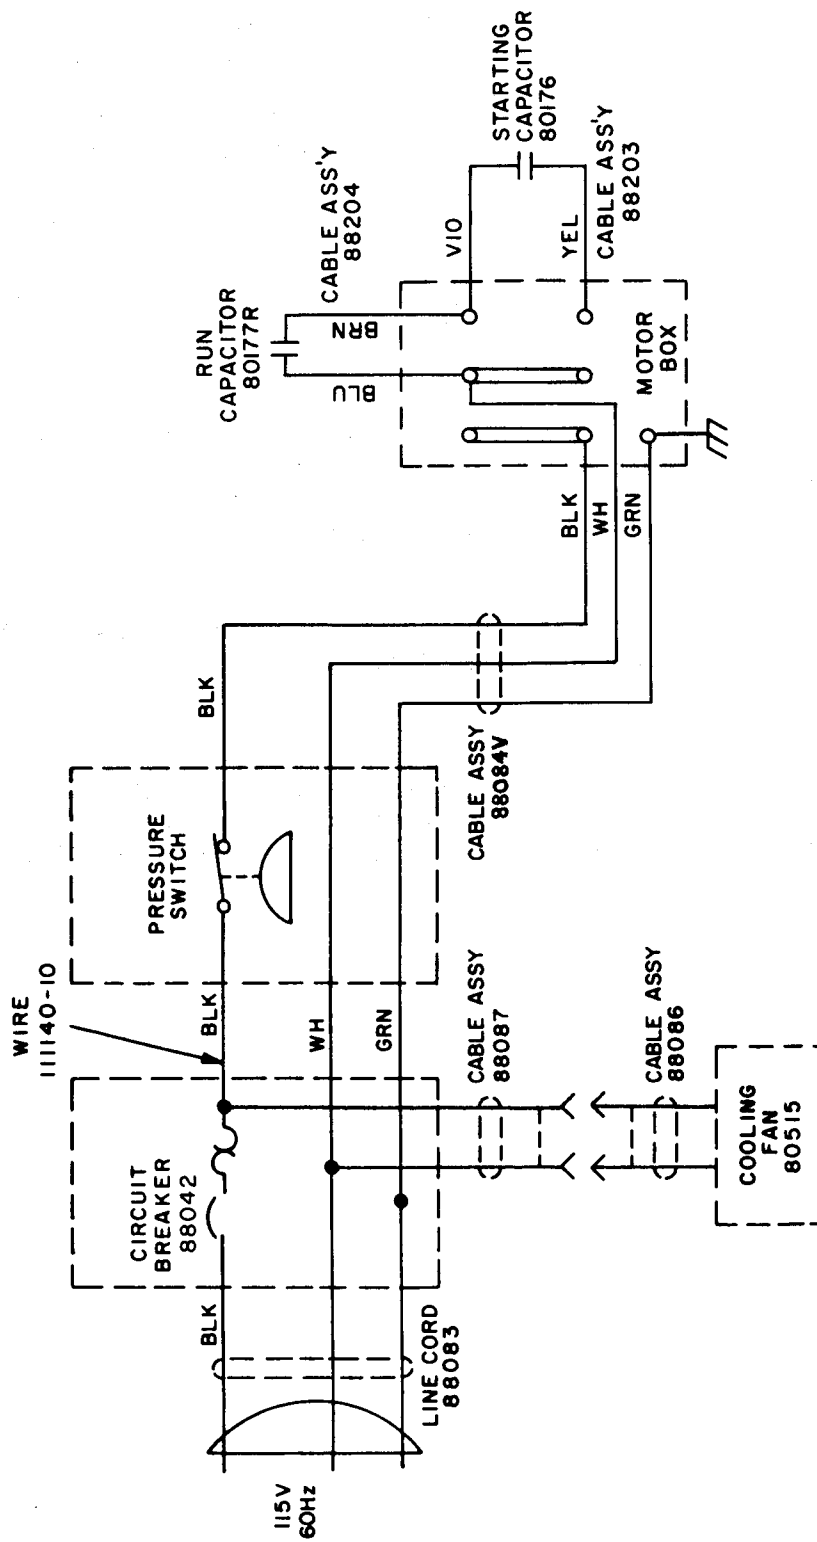 115V
60Hz
LINE CORD
88083
BLK
CIRCUIT
BREAKER
88042
WIRE
111140-10
BLK
WH
GRN
CABLE ASSY
88087
CABLE ASSY
88086
COOLING
FAN
80515
PRESSURE
SWITCH
BLK
CABLE ASSY
88084V
BLK
WH
GRN
RUN
CAPACITOR
80177R
BLU
BRN
CABLE ASS'Y
88204
MOTOR
BOX
VIO
YEL
STARTING
CAPACITOR
80176
CABLE ASS'Y
88203